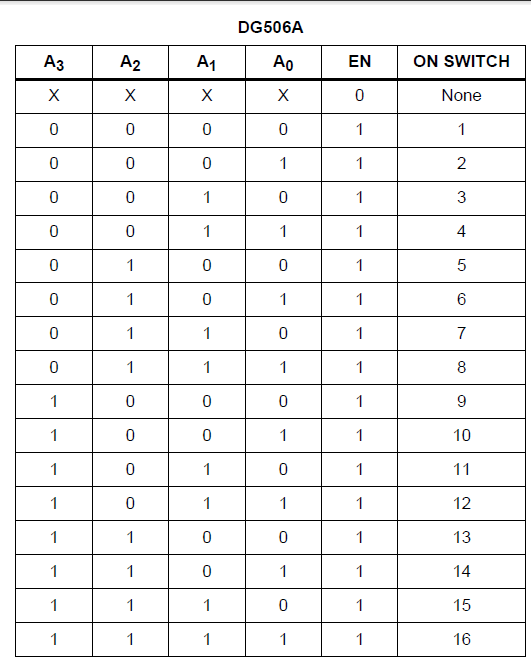 DG506A
A3 A2 A1 A0 EN ON SWITCH
X X X X 0 None
0 0 0 0 1 1
0 0 0 1 1 2
0 0 1 0 1 3
0 0 1 1 1 4
0 1 0 0 1 5
0 1 0 1 1 6
0 1 1 0 1 7
0 1 1 1 1 8
1 0 0 0 1 9
1 0 0 1 1 10
1 0 1 0 1 11
1 0 1 1 1 12
1 1 0 0 1 13
1 1 0 1 1 14
1 1 1 0 1 15
1 1 1 1 1 16